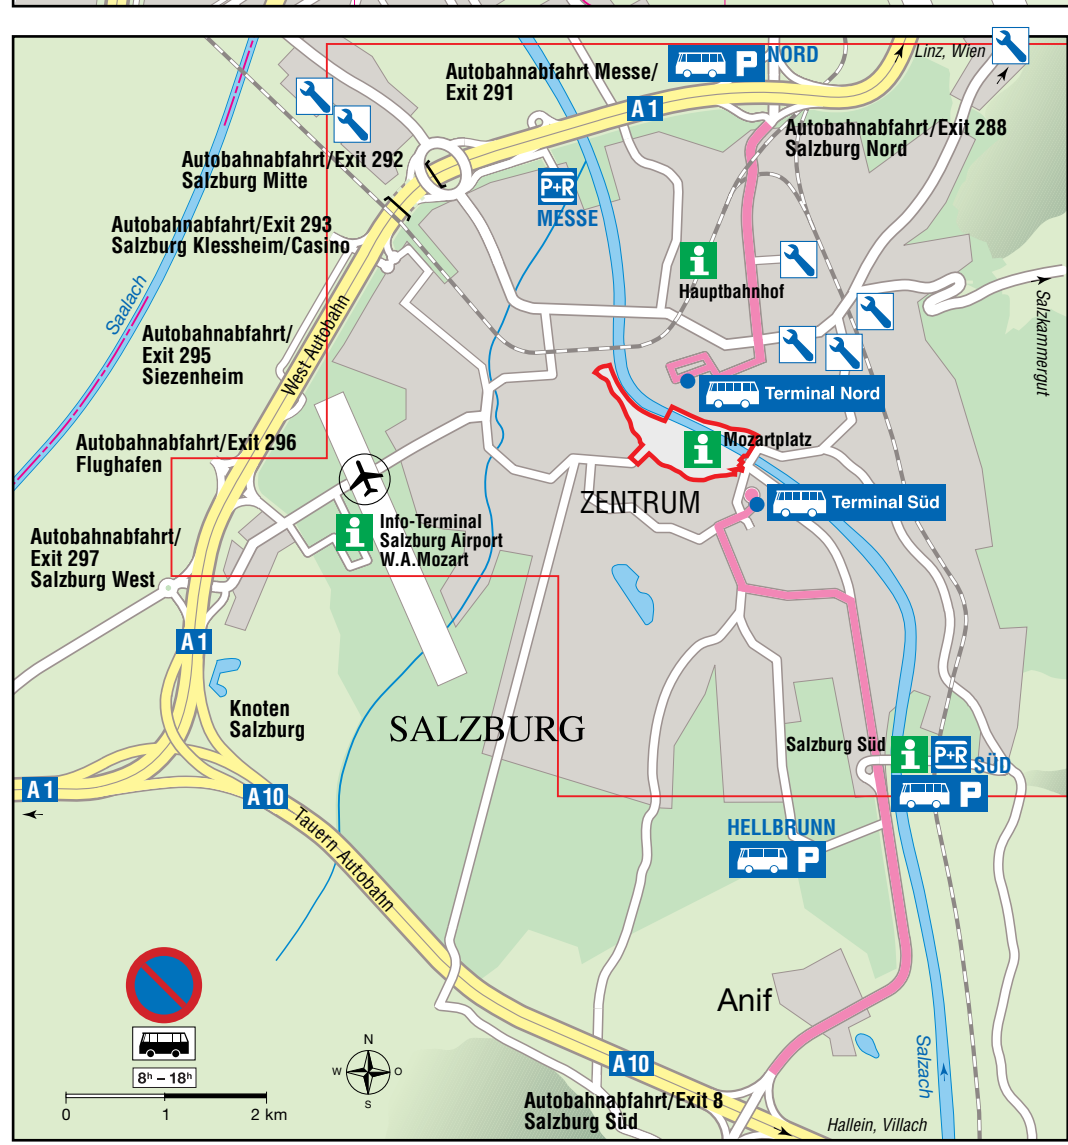 NORD
P
Linz, Wien
Autobahnabfahrt Messe/
Exit 291
A 1
Autobahnabfahrt/Exit 288
Salzburg Nord
Autobahnabfahrt/Exit 292
Salzburg Mitte
P+R
MESSE
Autobahnabfahrt/Exit 293
Salzburg Klessheim/Casino
i
Hauptbahnhof
Saalach
Salzkammergut
West Autobahn
Autobahnabfahrt/
Exit 295
Siezenheim
Terminal Nord
Autobahnabfahrt/Exit 296
Flughafen
i
Mozartplatz
ZENTRUM
Terminal Süd
i
Info-Terminal
Salzburg Airport
W.A.Mozart
Autobahnabfahrt/
Exit 297
Salzburg West
A 1
Knoten
Salzburg
SALZBURG
Salzburg Süd
i
P+R
SÜD
P
A 1
A 10
Tauern Autobahn
HELLBRUNN
P
Anif
8h – 18h
N
W
O
S
0
1
2 km
A 10
Salzach
Autobahnabfahrt/Exit 8
Salzburg Süd
Hallein, Villach